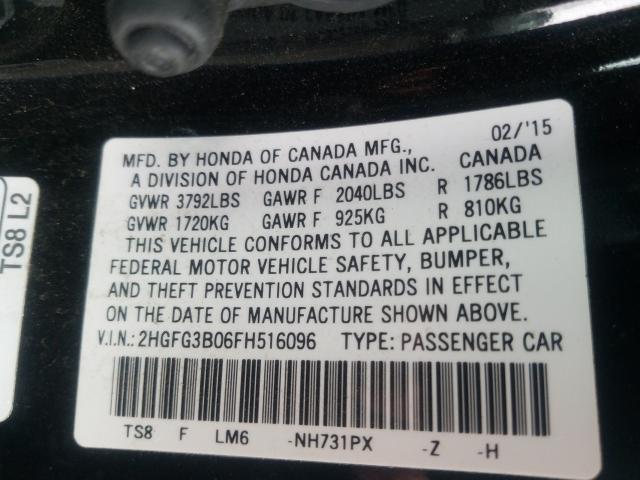 02/'15
MFD. BY HONDA OF CANADA MFG.,
A DIVISION OF HONDA CANADA INC. CANADA
GVWR 3792LBS GAWR F 2040LBS R 1786LBS
GVWR 1720KG GAWR F 925KG R 810KG
THIS VEHICLE CONFORMS TO ALL APPLICABLE
FEDERAL MOTOR VEHICLE SAFETY, BUMPER,
AND THEFT PREVENTION STANDARDS IN EFFECT
ON THE DATE OF MANUFACTURE SHOWN ABOVE.
V.I.N.: 2HGFG3B06FH516096 TYPE: PASSENGER CAR
TS8 F LM6 -NH731PX -Z -H
TS8 L2